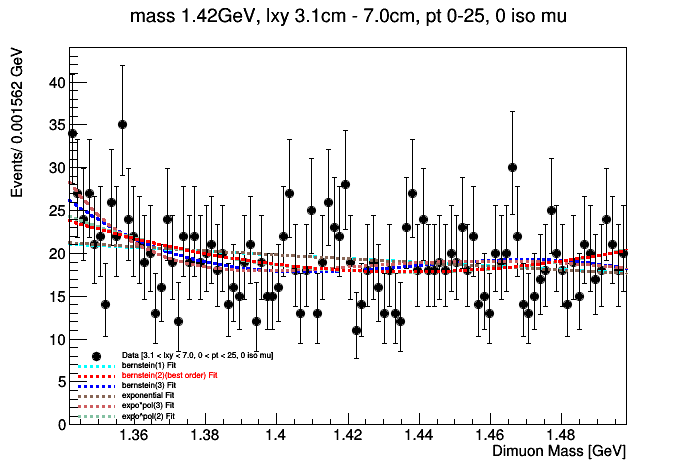 mass 1.42GeV, lxy 3.1cm - 7.0cm, pt 0-25, 0 iso mu
Events/ 0.001562 GeV
40
35
30
25
20
15
10
5
0
Data [3.1 < lxy < 7.0, 0 < pt < 25, 0 iso mu]
bernstein(1) Fit
bernstein(2)(best order) Fit
bernstein(3) Fit
exponential Fit
expo*pol(3) Fit
expo*pol(2) Fit
1.36 1.38 1.4 1.42 1.44 1.46 1.48
Dimuon Mass [GeV]